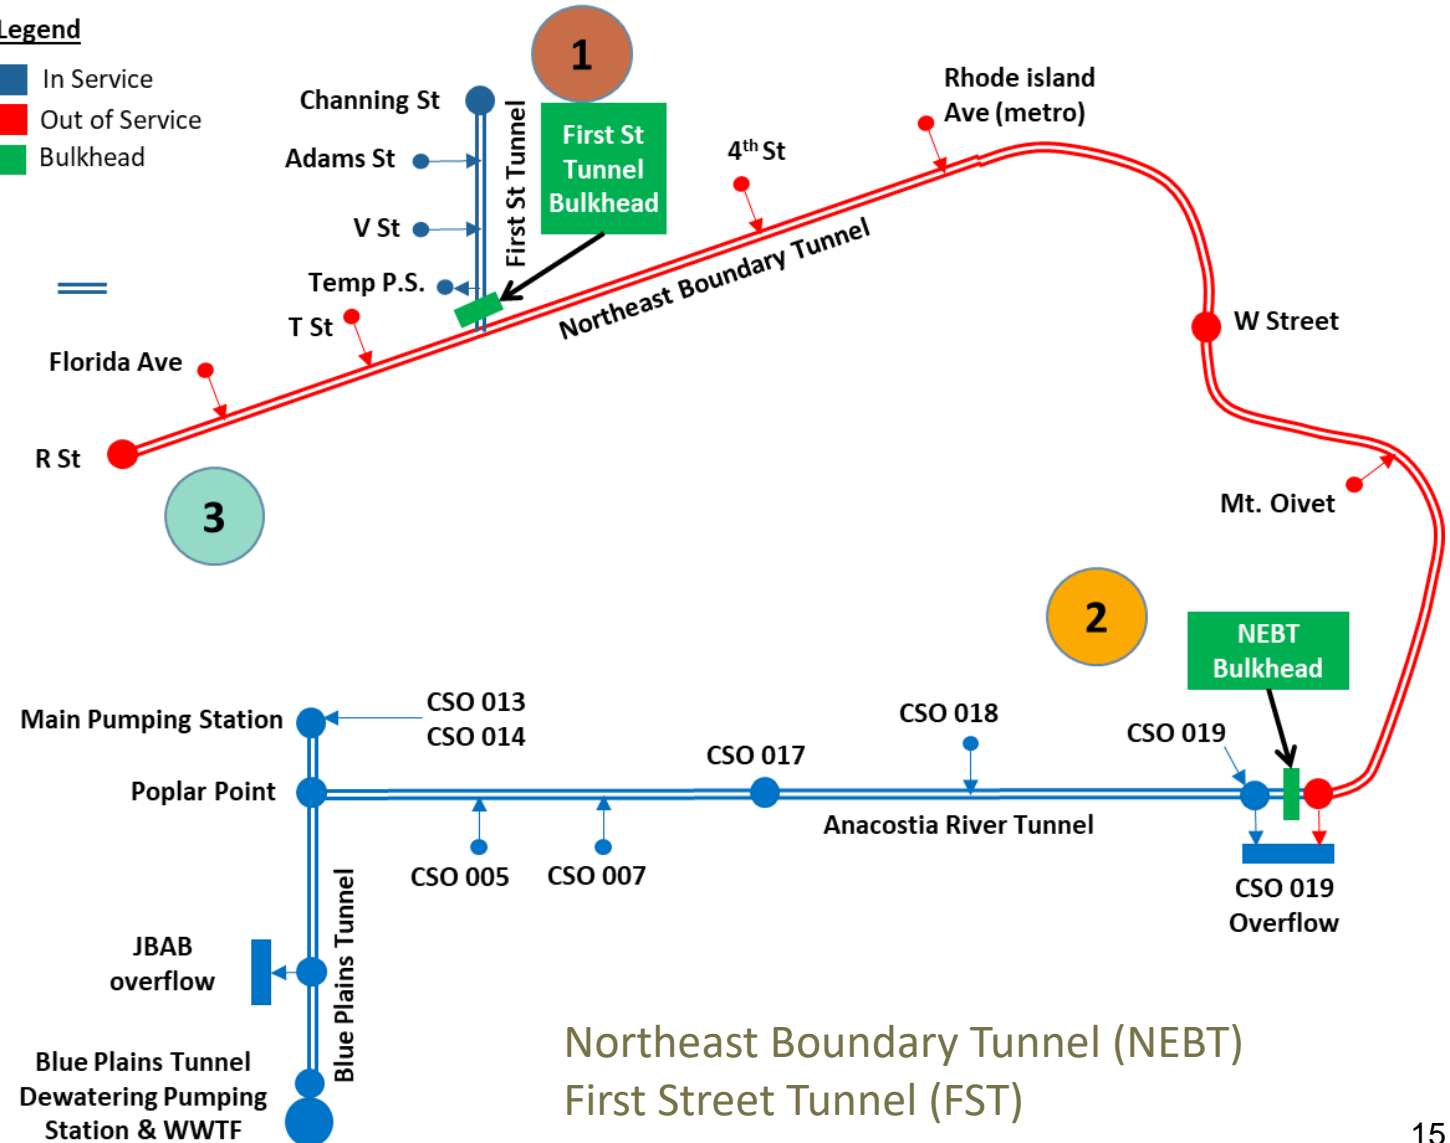 Legend
In Service
Out of Service
Bulkhead
1
Channing St
Adams St
V St
Temp P.S.
First St Tunnel
First St
Tunnel
Bulkhead
4th St
Rhode island
Ave (metro)
Northeast Boundary Tunnel
T St
Florida Ave
R St
3
W Street
Mt. Oivet
2
NEBT
Bulkhead
Main Pumping Station
CSO 013
CSO 014
Poplar Point
CSO 017
CSO 018
CSO 019
Anacostia River Tunnel
CSO 005
CSO 007
CSO 019
Overflow
JBAB
overflow
Blue Plains Tunnel
Blue Plains Tunnel
Dewatering Pumping
Station & WWTF
Northeast Boundary Tunnel (NEBT)
First Street Tunnel (FST)
15